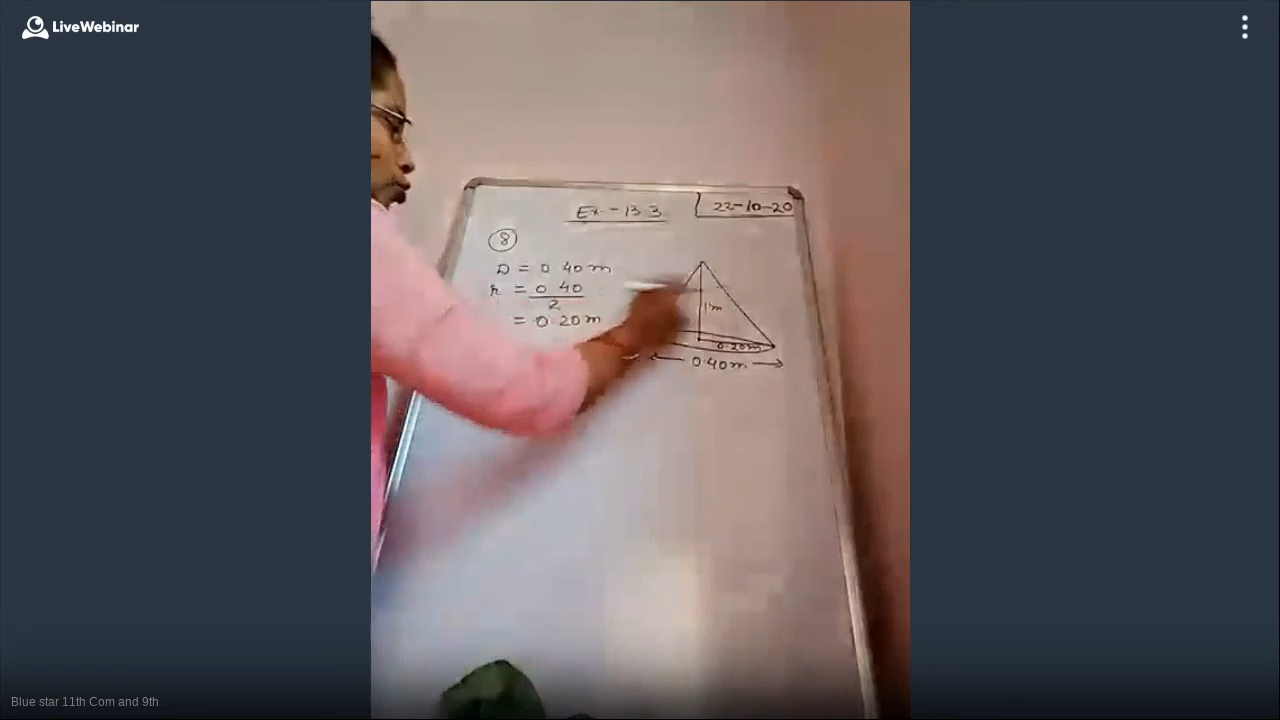 LiveWebinar
Ex - 13.3
22-10-20
8
D = 0.40 m
r = 0.40
2
= 0.20 m
1m
0.20m
0.40m
Blue star 11th Com and 9th